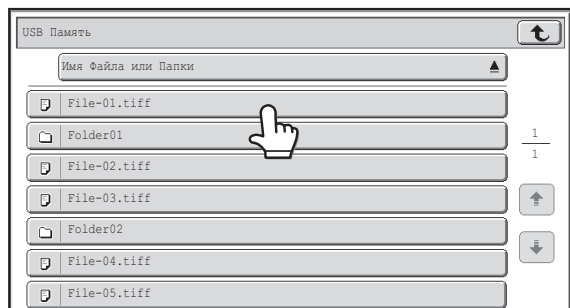 USB Память
Имя Файла или Папки
File-01.tiff
Folder01
File-02.tiff
File-03.tiff
Folder02
File-04.tiff
File-05.tiff
1
1